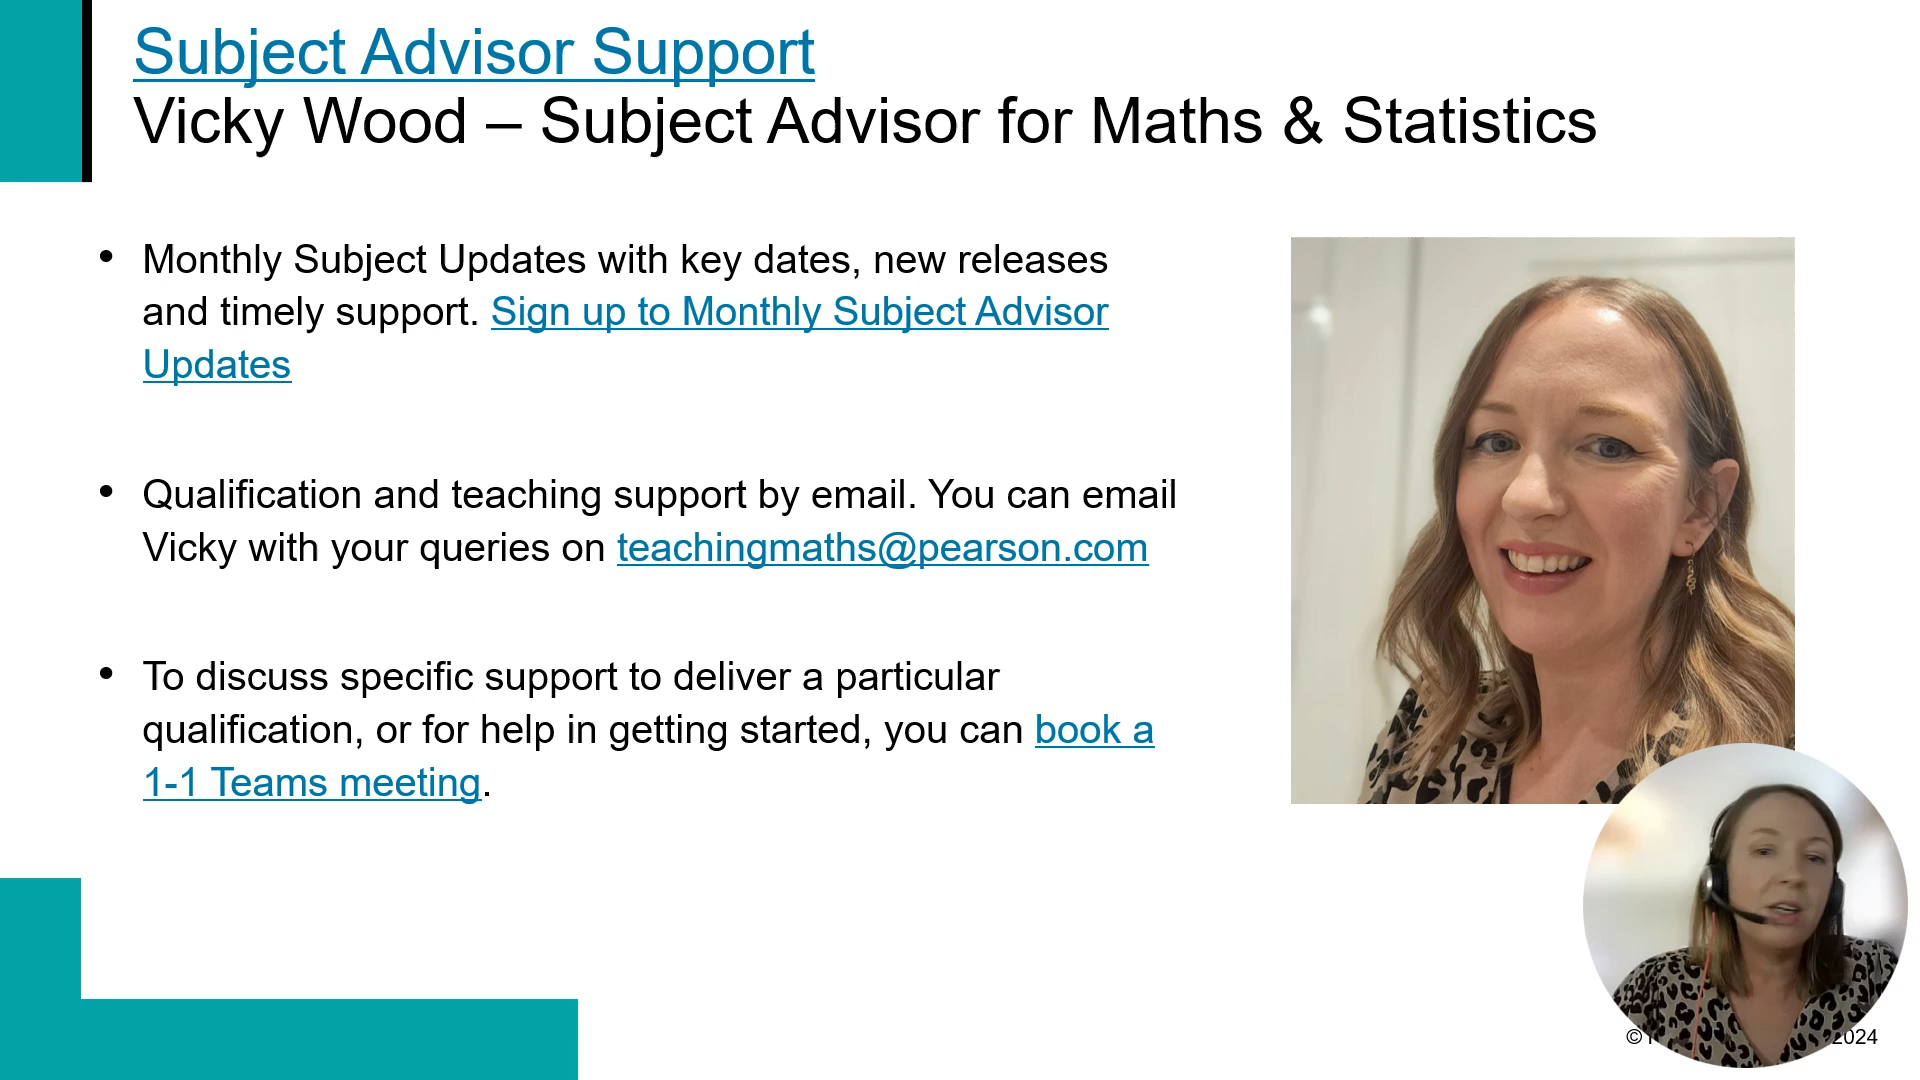 Subject Advisor Support
Vicky Wood – Subject Advisor for Maths & Statistics
• Monthly Subject Updates with key dates, new releases
and timely support. Sign up to Monthly Subject Advisor
Updates
• Qualification and teaching support by email. You can email
Vicky with your queries on teachingmaths@pearson.com
• To discuss specific support to deliver a particular
qualification, or for help in getting started, you can book a
1-1 Teams meeting.
© 2024